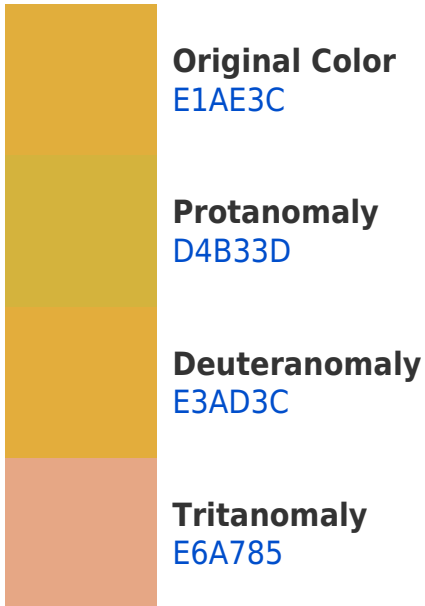 Original Color
E1AE3C
Protanomaly
D4B33D
Deuteranomaly
E3AD3C
Tritanomaly
E6A785